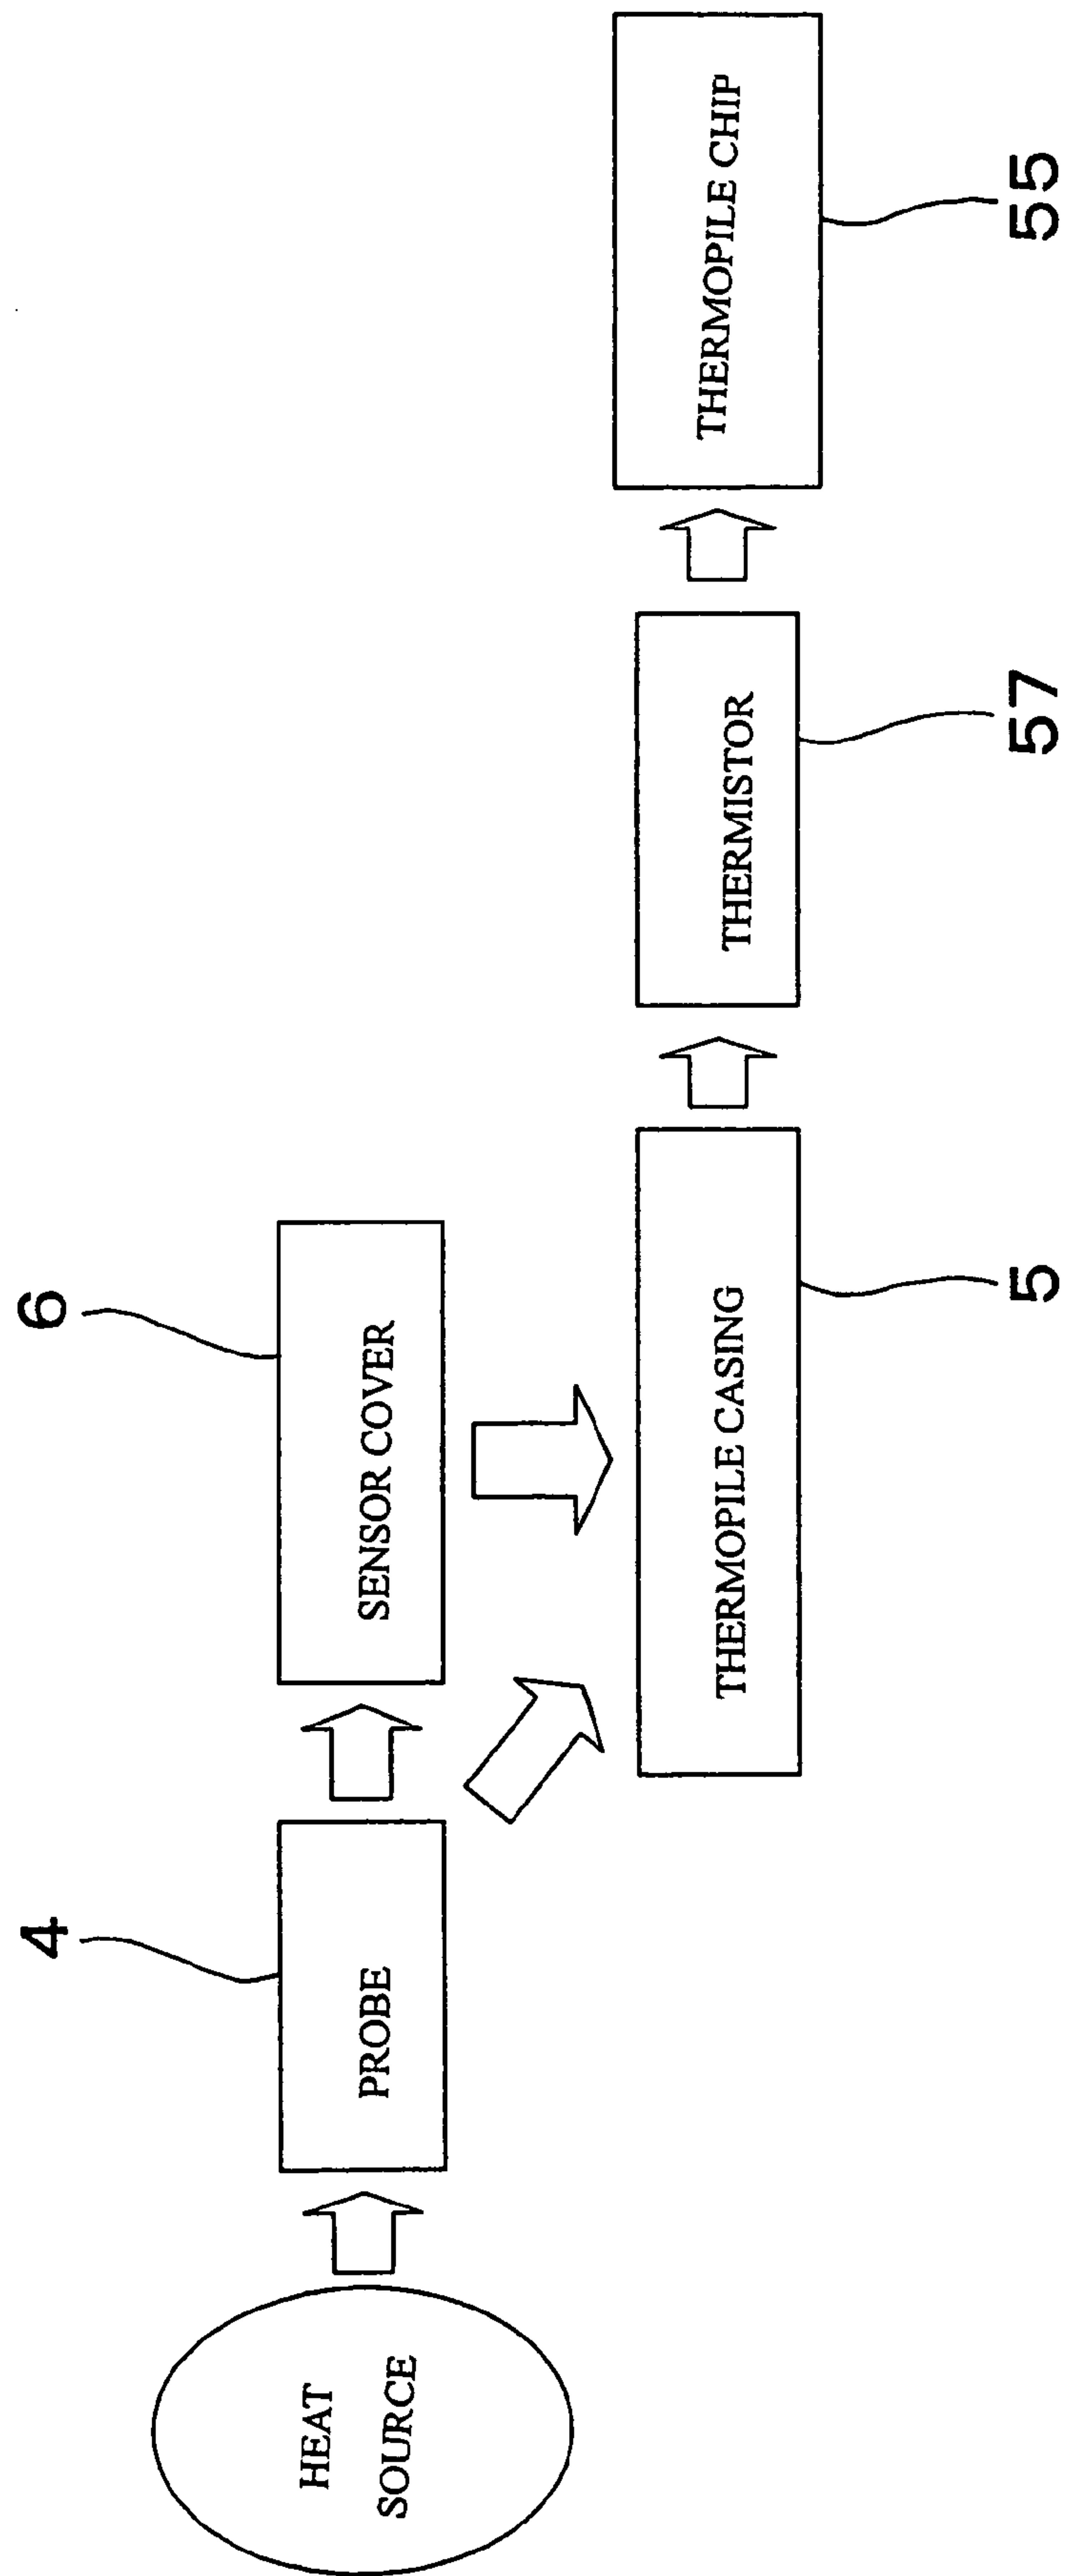 6
4
HEAT
SOURCE
PROBE
SENSOR COVER
THERMOPILE CASING
THERMISTOR
THERMOPILE CHIP
5
57
55